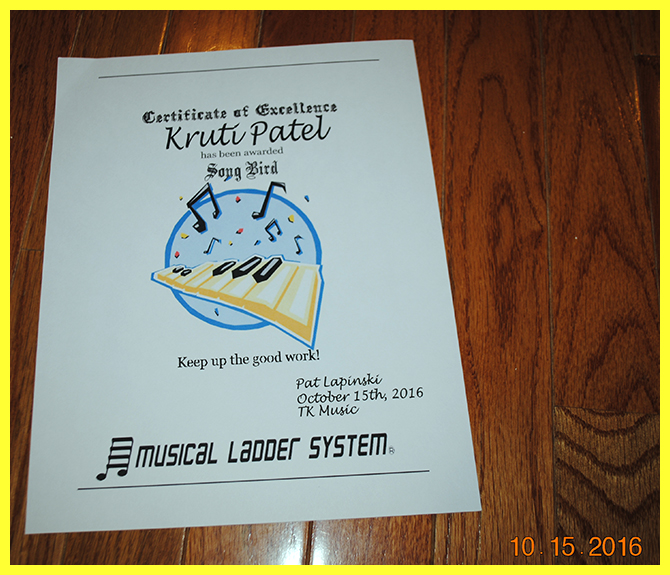 Certificate of Excellence
Kruti Patel
has been awarded
Song Bird
Keep up the good work!
Pat Lapinski
October 15th, 2016
TK Music
MUSICAL LADDER SYSTEM®
10.15.2016